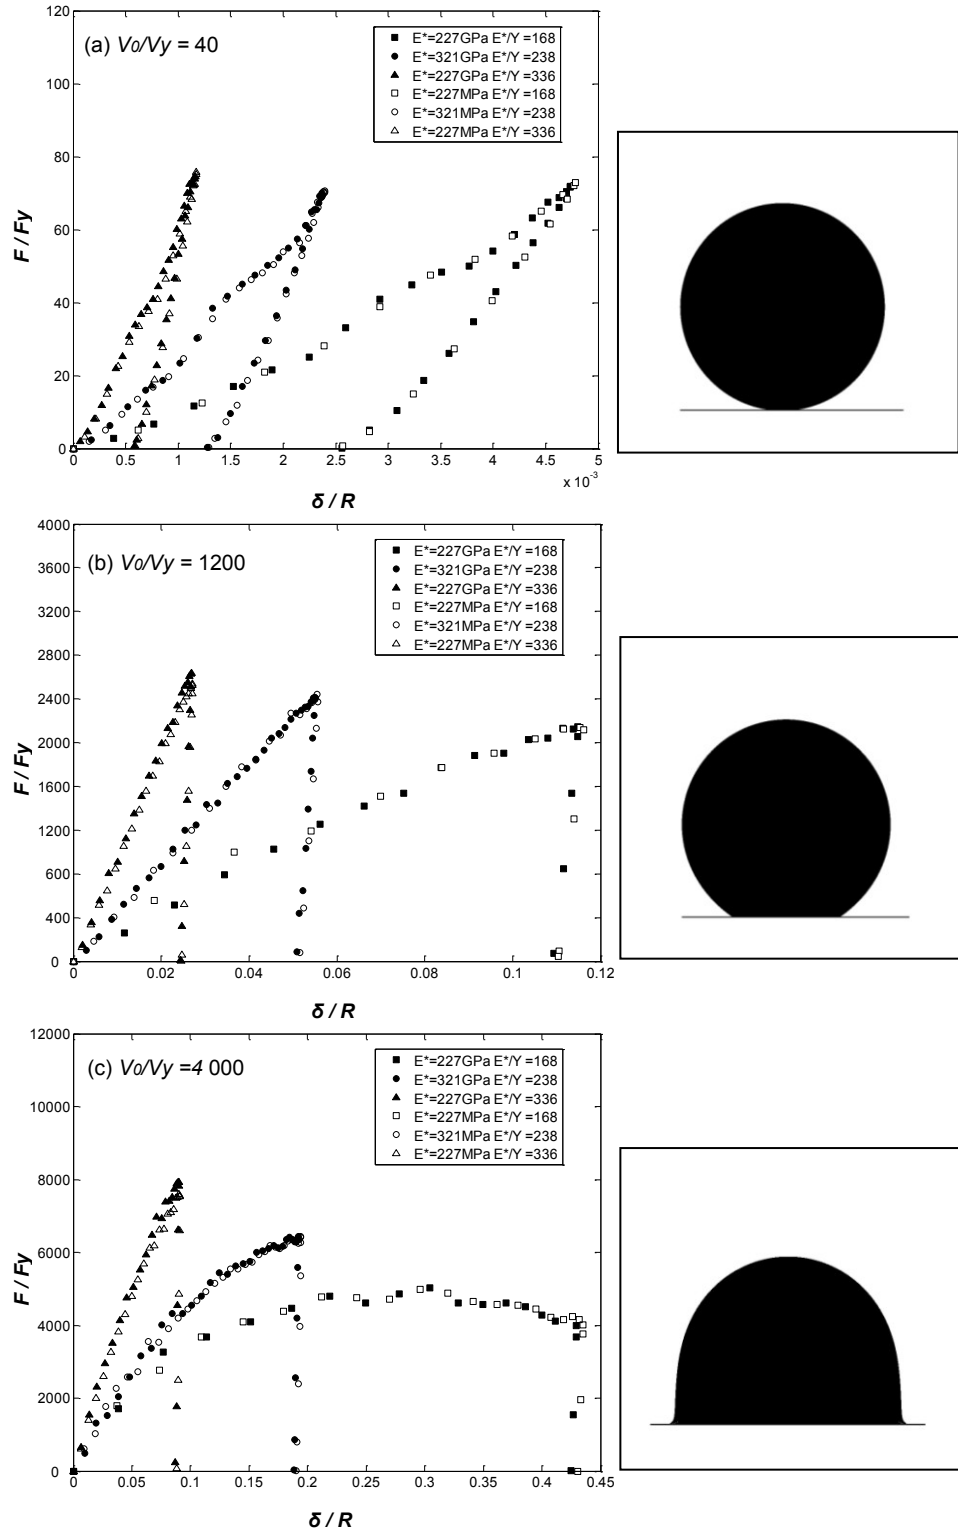 120
100
80
60
40
20
0
F / Fy
(a) V0/Vy = 40
E*=227GPa E*/Y =168
E*=321GPa E*/Y =238
E*=227GPa E*/Y =336
E*=227MPa E*/Y =168
E*=321MPa E*/Y =238
E*=227MPa E*/Y =336
0 0.5 1 1.5 2 2.5 3 3.5 4 4.5 5
x 10⁻³
δ / R
4000
3600
3200
2800
2400
2000
1600
1200
800
400
0
F / Fy
(b) V0/Vy = 1200
E*=227GPa E*/Y =168
E*=321GPa E*/Y =238
E*=227GPa E*/Y =336
E*=227MPa E*/Y =168
E*=321MPa E*/Y =238
E*=227MPa E*/Y =336
0 0.02 0.04 0.06 0.08 0.1 0.12
δ / R
12000
10000
8000
6000
4000
2000
0
F / Fy
(c) V0/Vy =4 000
E*=227GPa E*/Y =168
E*=321GPa E*/Y =238
E*=227GPa E*/Y =336
E*=227MPa E*/Y =168
E*=321MPa E*/Y =238
E*=227MPa E*/Y =336
0 0.05 0.1 0.15 0.2 0.25 0.3 0.35 0.4 0.45
δ / R